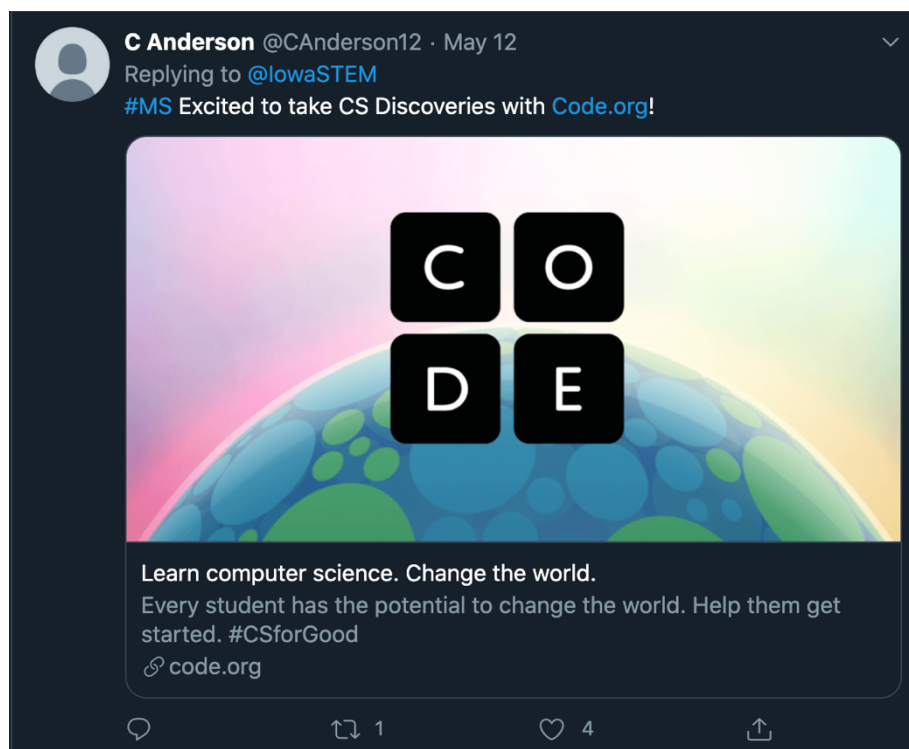 C Anderson @CAnderson12 · May 12
Replying to @IowaSTEM
#MS Excited to take CS Discoveries with Code.org!
C O
D E
Learn computer science. Change the world.
Every student has the potential to change the world. Help them get
started. #CSforGood
code.org
1 4